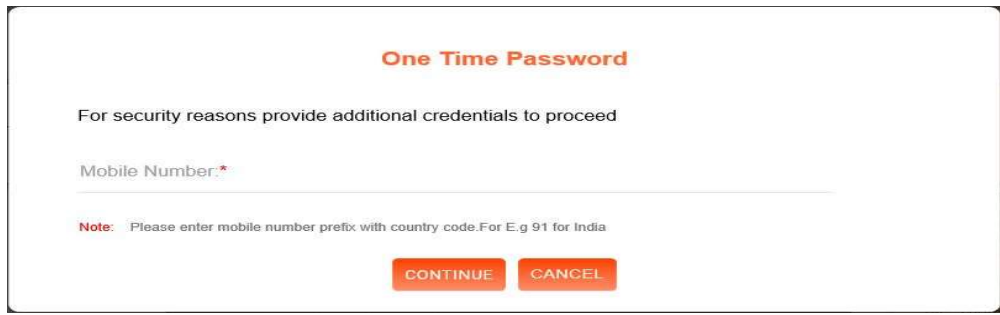 One Time Password
For security reasons provide additional credentials to proceed
Mobile Number:*
Note: Please enter mobile number prefix with country code.For E.g 91 for India
CONTINUE CANCEL